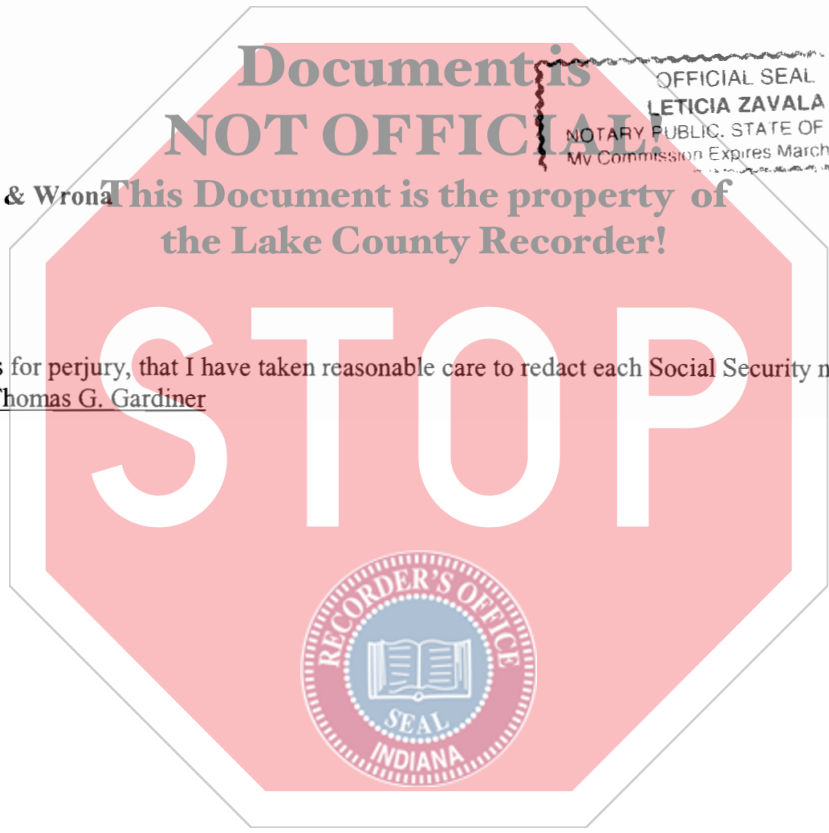 Document is
NOT OFFICIAL!
OFFICIAL SEAL
LETICIA ZAVALA
NOTARY PUBLIC, STATE OF
My Commission Expires March
& Wrona
This Document is the property of
the Lake County Recorder!
STOP
s for perjury, that I have taken reasonable care to redact each Social Security n
Thomas G. Gardiner
RECORDER'S OFFICE
SEAL
INDIANA